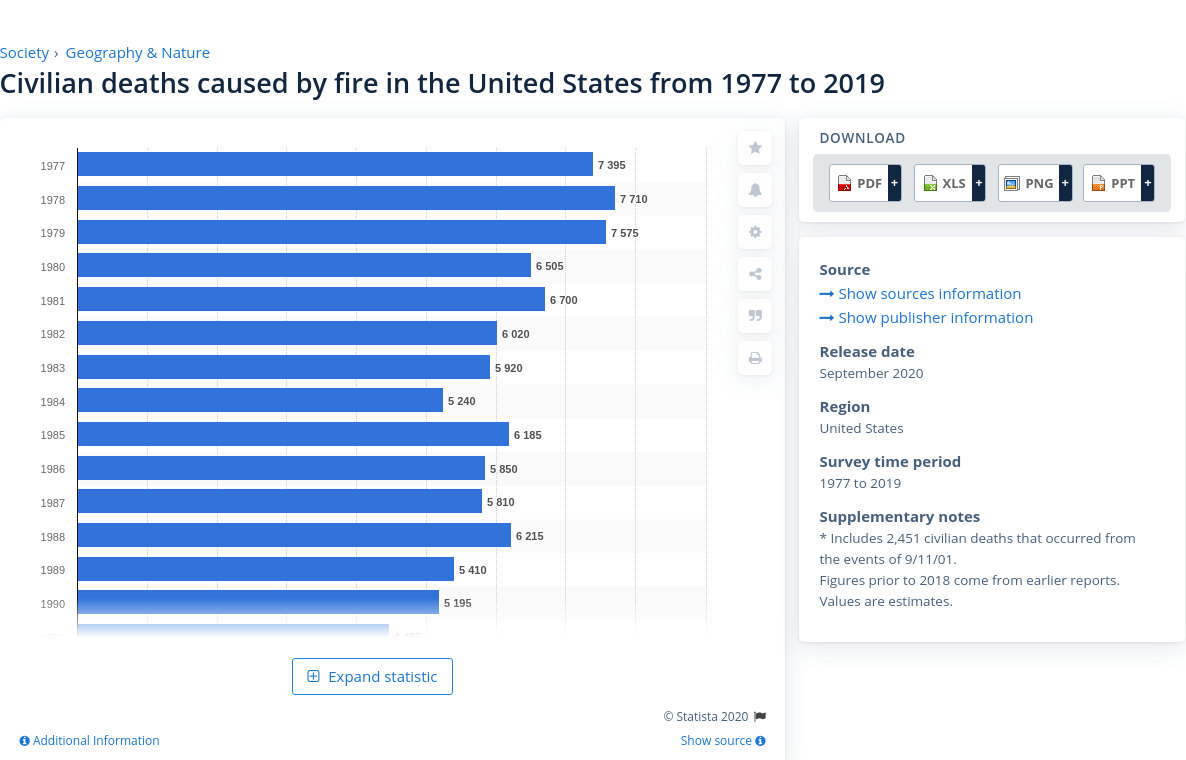 Society › Geography & Nature
Civilian deaths caused by fire in the United States from 1977 to 2019
1977 7 395
1978 7 710
1979 7 575
1980 6 505
1981 6 700
1982 6 020
1983 5 920
1984 5 240
1985 6 185
1986 5 850
1987 5 810
1988 6 215
1989 5 410
1990 5 195
Expand statistic
© Statista 2020
Additional Information
Show source
DOWNLOAD
PDF + XLS + PNG + PPT +
Source
Show sources information
Show publisher information
Release date
September 2020
Region
United States
Survey time period
1977 to 2019
Supplementary notes
* Includes 2,451 civilian deaths that occurred from
the events of 9/11/01.
Figures prior to 2018 come from earlier reports.
Values are estimates.